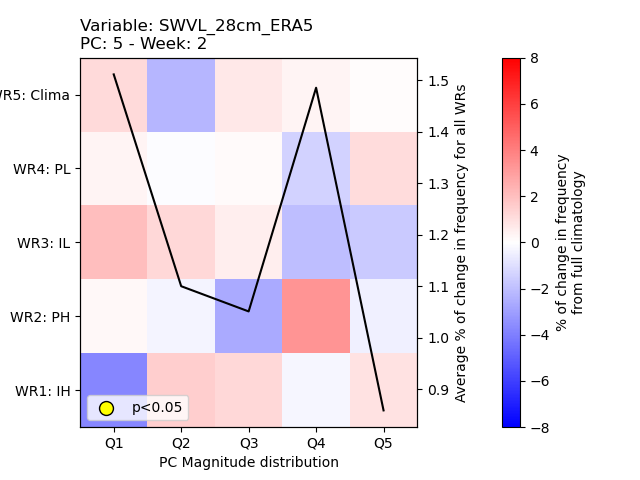 Variable: SWVL_28cm_ERA5
PC: 5 - Week: 2
WR5: Clima
WR4: PL
WR3: IL
WR2: PH
WR1: IH
p<0.05
Q1 Q2 Q3 Q4 Q5
PC Magnitude distribution
1.5
1.4
1.3
1.2
1.1
1.0
0.9
Average % of change in frequency for all WRs
8
6
4
2
0
−2
−4
−6
−8
% of change in frequency
from full climatology